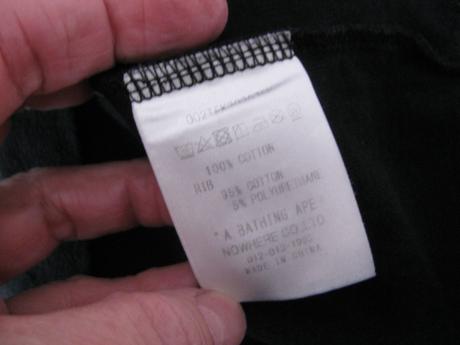 100% COTTON
RIB
95% COTTON
5% POLYURETHANE
A BATHING APE
NOWHERE CO.LTD
MADE IN CHINA